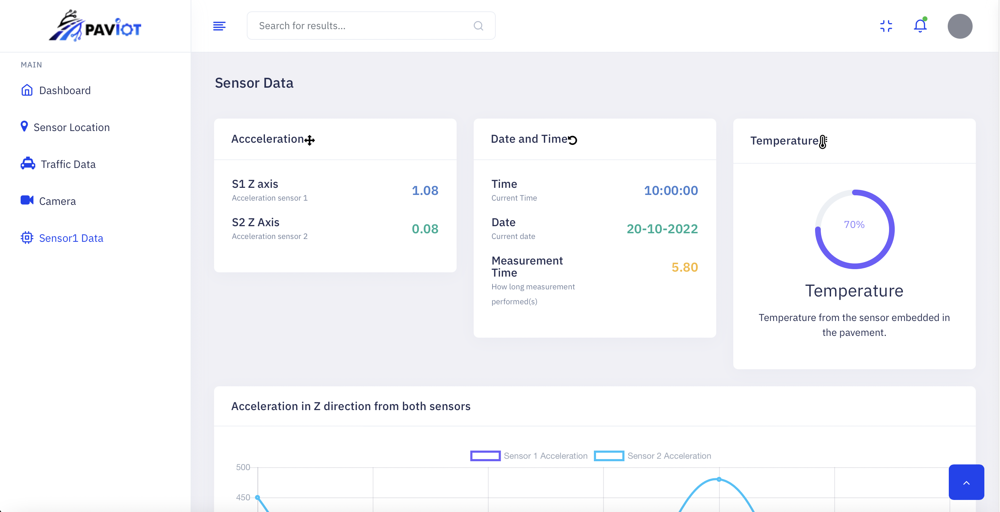 PAViOT
Search for results...
MAIN
Dashboard
Sensor Location
Traffic Data
Camera
Sensor1 Data
Sensor Data
Accceleration
S1 Z axis
1.08
Acceleration sensor 1
S2 Z Axis
0.08
Acceleration sensor 2
Date and Time
Time
10:00:00
Current Time
Date
20-10-2022
Current date
Measurement
Time
5.80
How long measurement
performed(s)
Temperature
70%
Temperature
Temperature from the sensor embedded in
the pavement.
Acceleration in Z direction from both sensors
Sensor 1 Acceleration Sensor 2 Acceleration
500
450